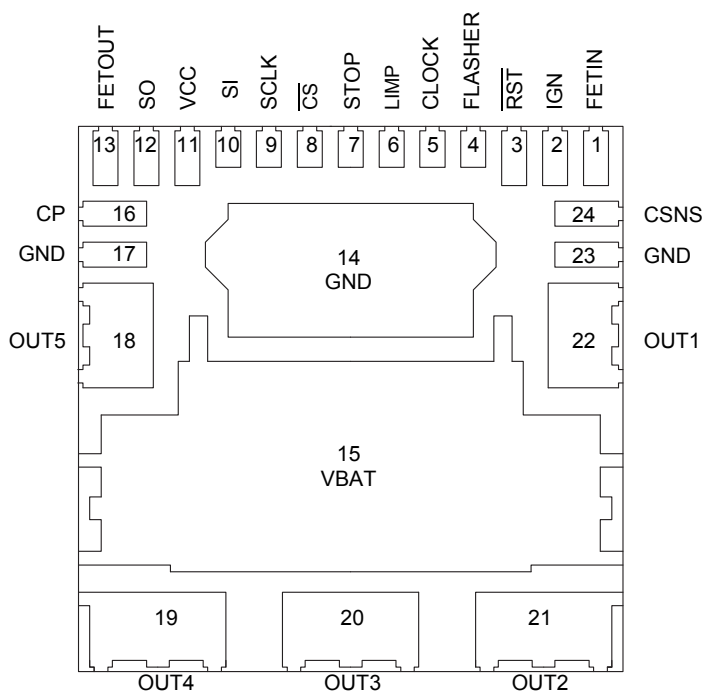 FETOUT
SO
VCC
SI
SCLK
CS
STOP
LIMP
CLOCK
FLASHER
RST
IGN
FETIN
13 12 11 10 9 8 7 6 5 4 3 2 1
CP 16 24 CSNS
GND 17 14 23 GND
GND
OUT5 18 22 OUT1
15
VBAT
19 20 21
OUT4 OUT3 OUT2